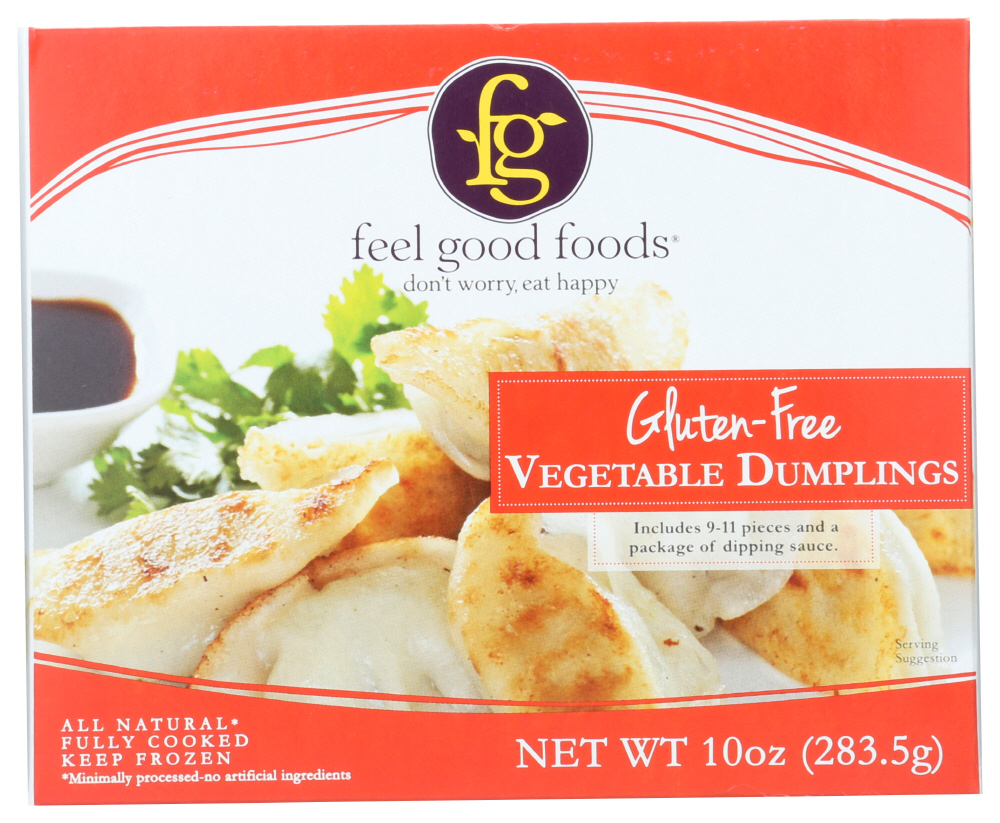 fg
feel good foods®
don't worry, eat happy
Gluten-Free
VEGETABLE DUMPLINGS
Includes 9-11 pieces and a
package of dipping sauce.
Serving
Suggestion
ALL NATURAL*
FULLY COOKED
KEEP FROZEN
*Minimally processed-no artificial ingredients
NET WT 10oz (283.5g)